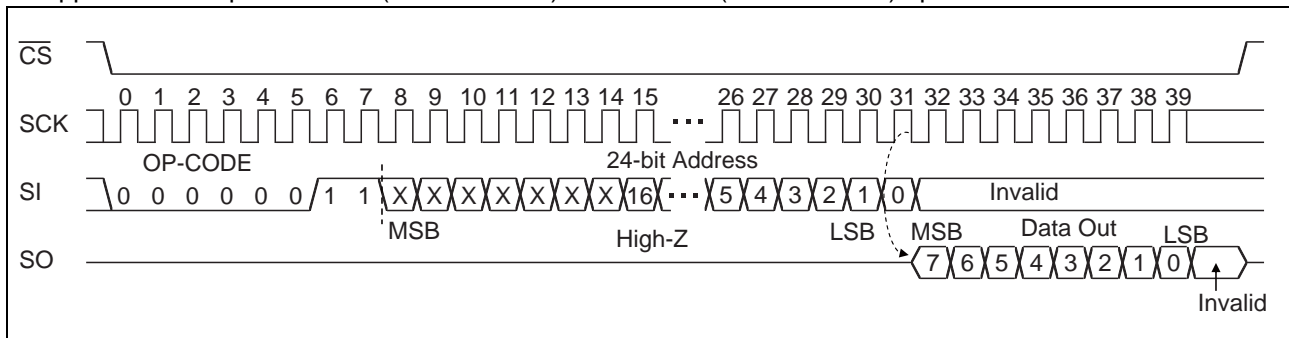 CS
0 1 2 3 4 5 6 7 8 9 10 11 12 13 14 15 26 27 28 29 30 31 32 33 34 35 36 37 38 39
SCK
OP-CODE 24-bit Address
SI 0 0 0 0 0 0 1 1 X X X X X X X 16 5 4 3 2 1 0 Invalid
MSB High-Z LSB MSB Data Out LSB
SO 7 6 5 4 3 2 1 0
Invalid